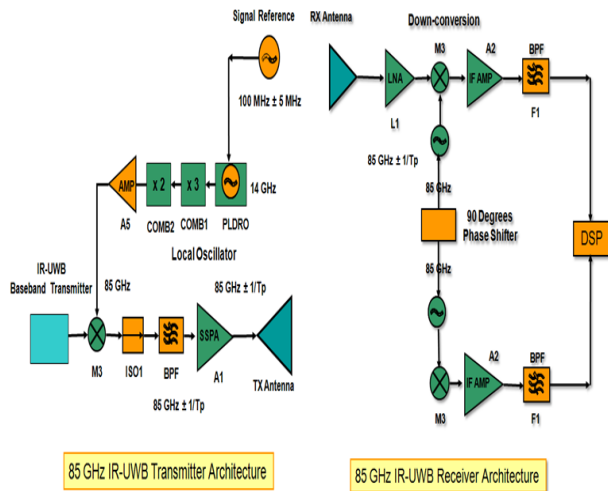 Signal Reference
100 MHz ± 5 MHz
AMP
x 2
x 3
14 GHz
A5
COMB2
COMB1
PLDRO
Local Oscillator
IR-UWB
Baseband Transmitter
85 GHz
85 GHz ± 1/Tp
SSPA
M3
ISO1
BPF
A1
TX Antenna
85 GHz ± 1/Tp
85 GHz IR-UWB Transmitter Architecture
RX Antenna
Down-conversion
M3
A2
BPF
LNA
IF AMP
L1
F1
85 GHz ± 1/Tp
85 GHz
90 Degrees
Phase Shifter
DSP
85 GHz
A2
BPF
IF AMP
M3
F1
85 GHz IR-UWB Receiver Architecture